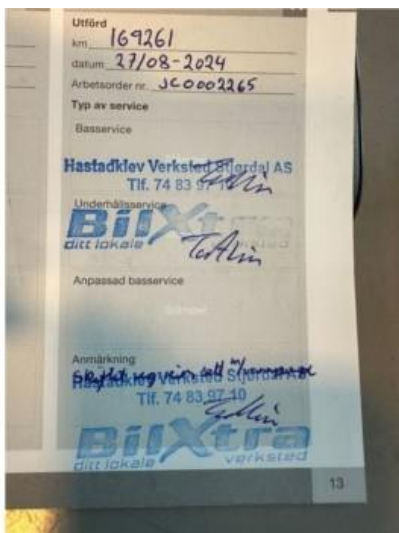 Utförd
km 169261
datum 27/08-2024
Arbetsorder nr. JC0002265
Typ av service
Basservice
Hastadklev Verksted Stjørdal AS
Tlf. 74 83 97 10
Underhållsservice
BilXtra
ditt lokale verksted
Anpassad basservice
Anmärkning
Hastadklev Verksted Stjørdal AS
Tlf. 74 83 97 10
BilXtra
ditt lokale verksted
13